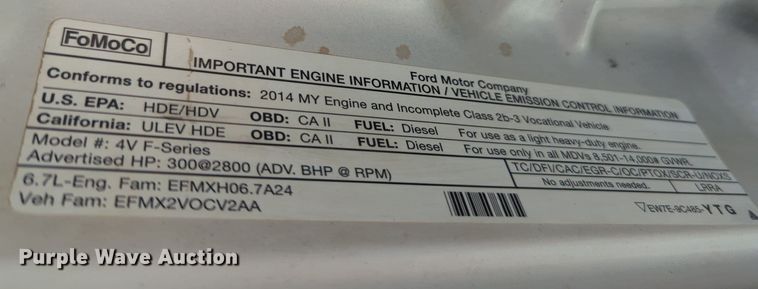 FoMoCo
Ford Motor Company
IMPORTANT ENGINE INFORMATION / VEHICLE EMISSION CONTROL INFORMATION
Conforms to regulations: 2014 MY Engine and Incomplete Class 2b-3 Vocational Vehicle
U.S. EPA: HDE/HDV OBD: CA II FUEL: Diesel For use as a light heavy-duty engine.
California: ULEV HDE OBD: CA II FUEL: Diesel For use only in all MDVs 8,501-14,000# GVWR.
Model #: 4V F-Series
Advertised HP: 300@2800 (ADV. BHP @ RPM)
TC/DFI/CAC/EGR-C/OC/PTOX/SCR-U/NOXS
No adjustments needed. LRRA
6.7L-Eng. Fam: EFMXH06.7A24
Veh Fam: EFMX2VOCV2AA
EW7E-9C485-YTG
Purple Wave Auction